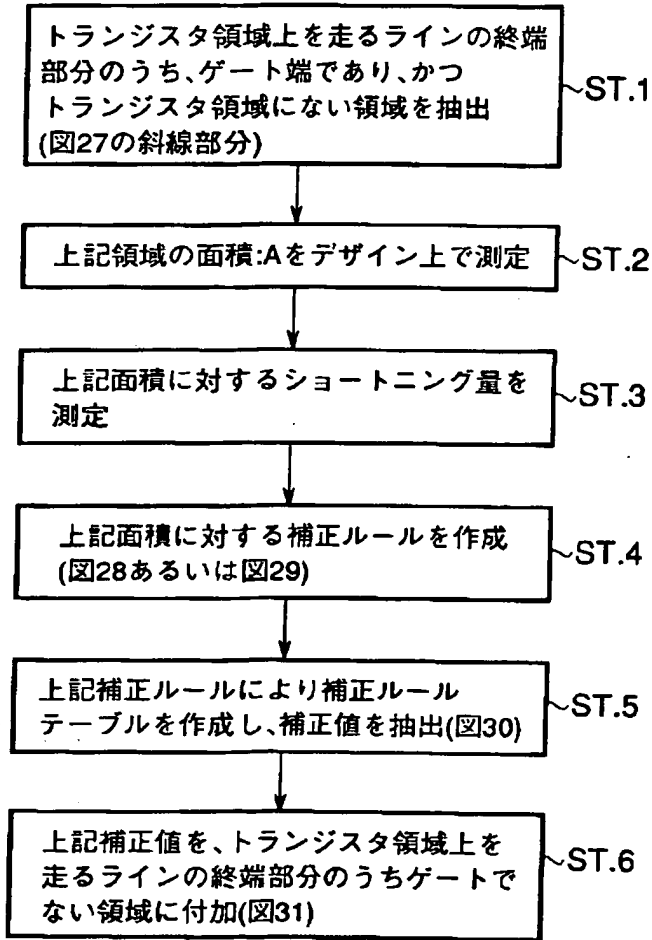 トランジスタ領域上を走るラインの終端
部分のうち、ゲート端であり、かつ
トランジスタ領域にない領域を抽出
(図27の斜線部分)
ST.1
上記領域の面積:Aをデザイン上で測定
ST.2
上記面積に対するショートニング量を
測定
ST.3
上記面積に対する補正ルールを作成
(図28あるいは図29)
ST.4
上記補正ルールにより補正ルール
テーブルを作成し、補正値を抽出(図30)
ST.5
上記補正値を、トランジスタ領域上を
走るラインの終端部分のうちゲートで
ない領域に付加(図31)
ST.6